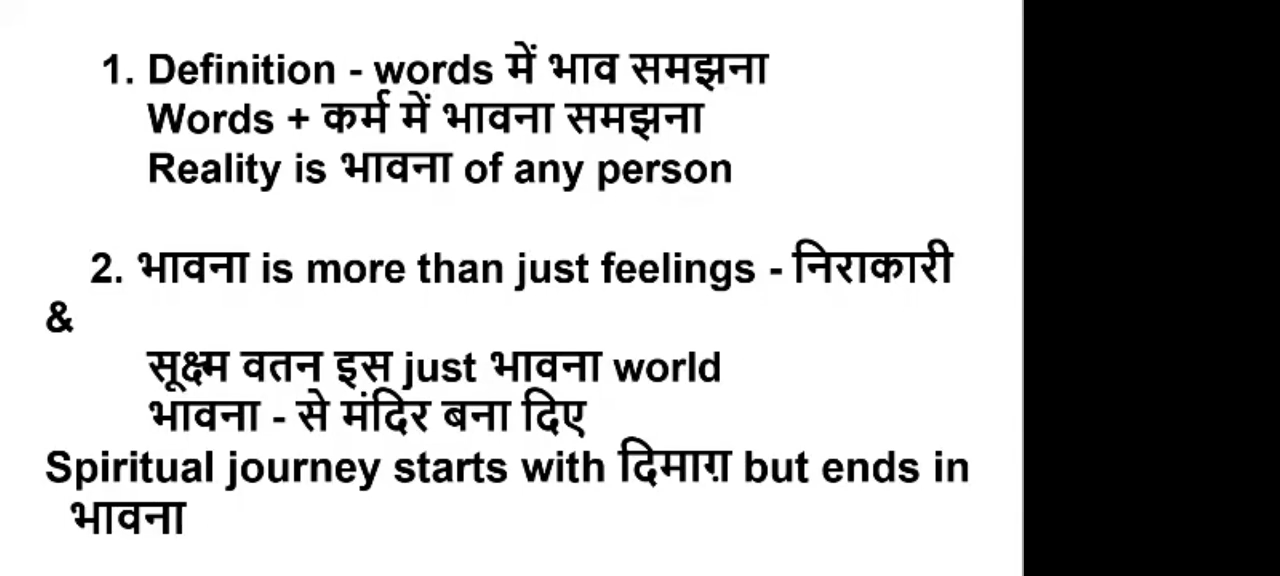 1. Definition - words में भाव समझना
Words + कर्म में भावना समझना
Reality is भावना of any person
2. भावना is more than just feelings - निराकारी
&
सूक्ष्म वतन इस just भावना world
भावना - से मंदिर बना दिए
Spiritual journey starts with दिमाग़ but ends in
भावना